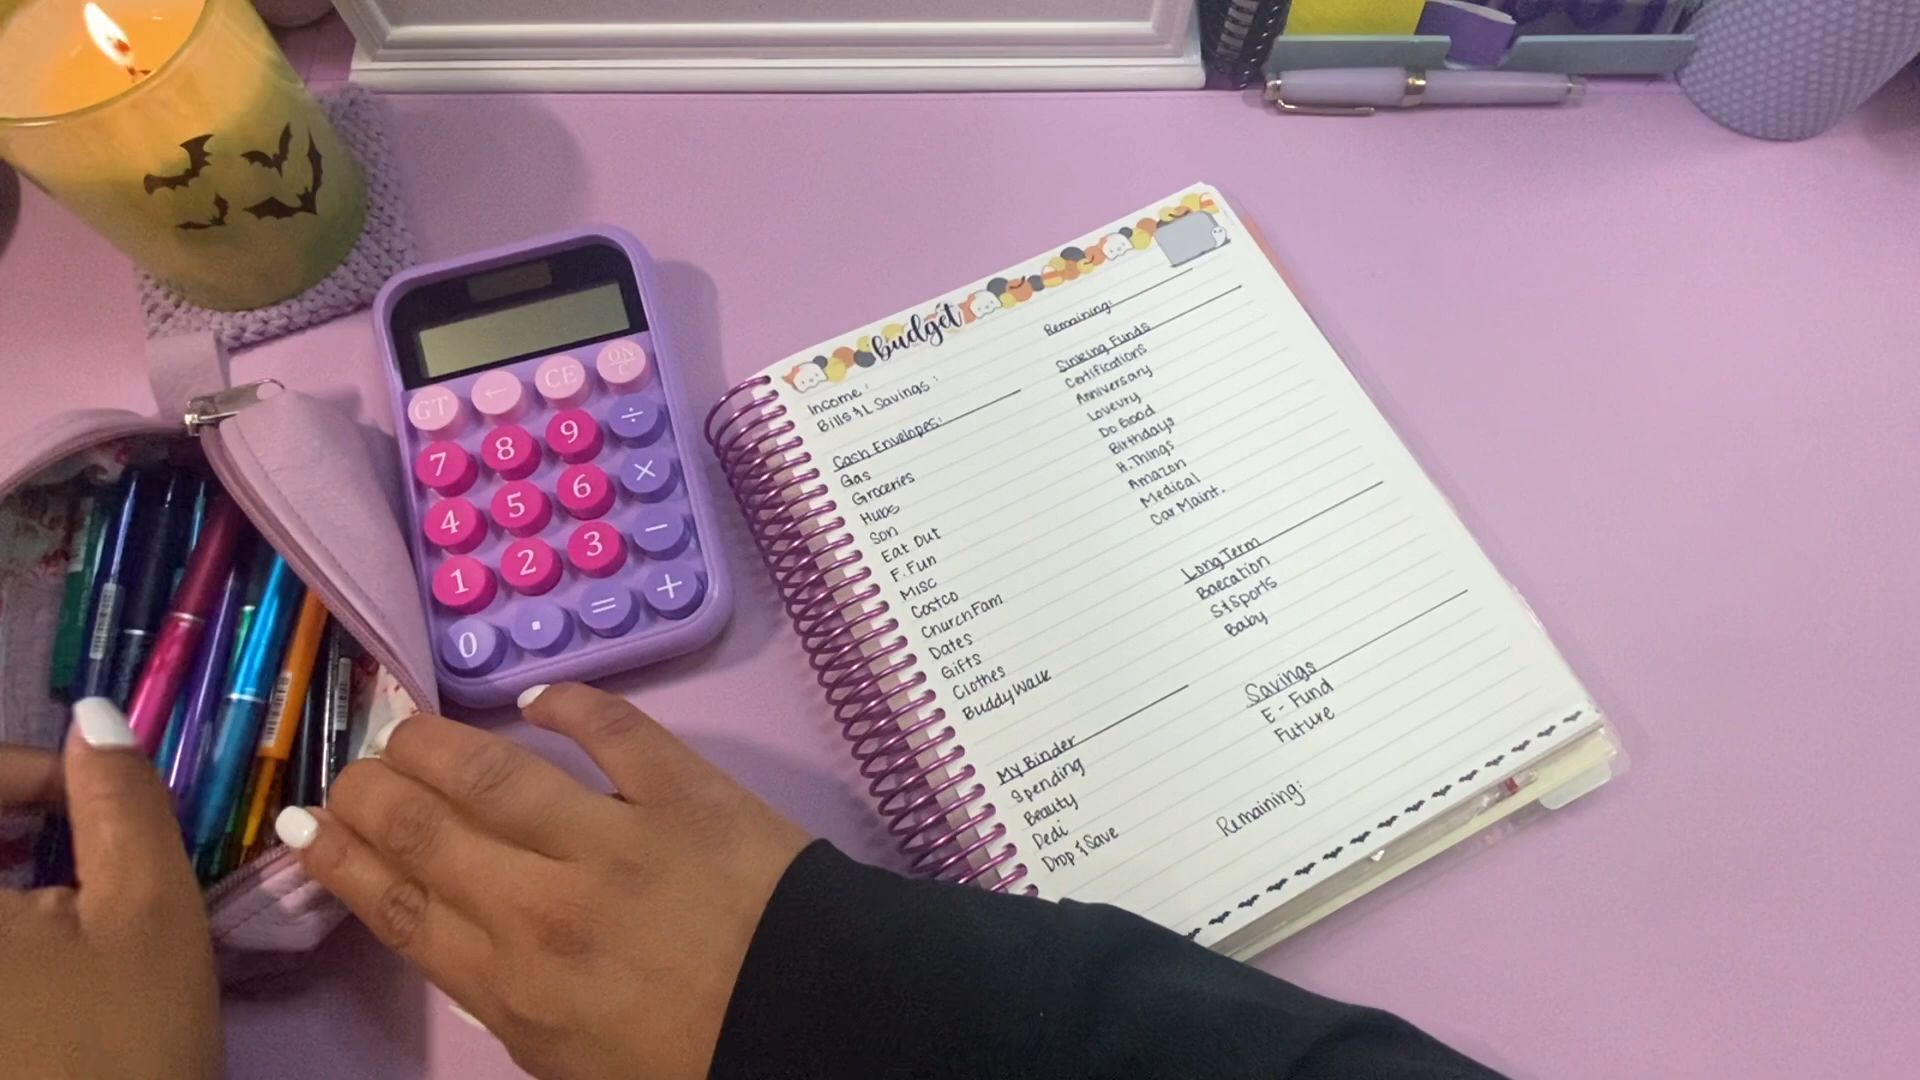 GT ← CE ON/C
7 8 9 ÷
4 5 6 ×
1 2 3 −
0 . = +
budget
Income:
Bills & L Savings:
Cash Envelopes:
Gas
Groceries
Hubs
Son
Eat Out
F. Fun
Misc
Costco
Church Fam
Dates
Gifts
Clothes
Buddy Walk
My Binder
Spending
Beauty
Pedi
Drop & Save
Remaining:
Sinking Funds
Certifications
Anniversary
Lovevry
Do Good
Birthdays
H. Things
Amazon
Medical
Car Maint.
Long Term
Baecation
S&Sports
Baby
Savings
E - Fund
Future
Remaining: